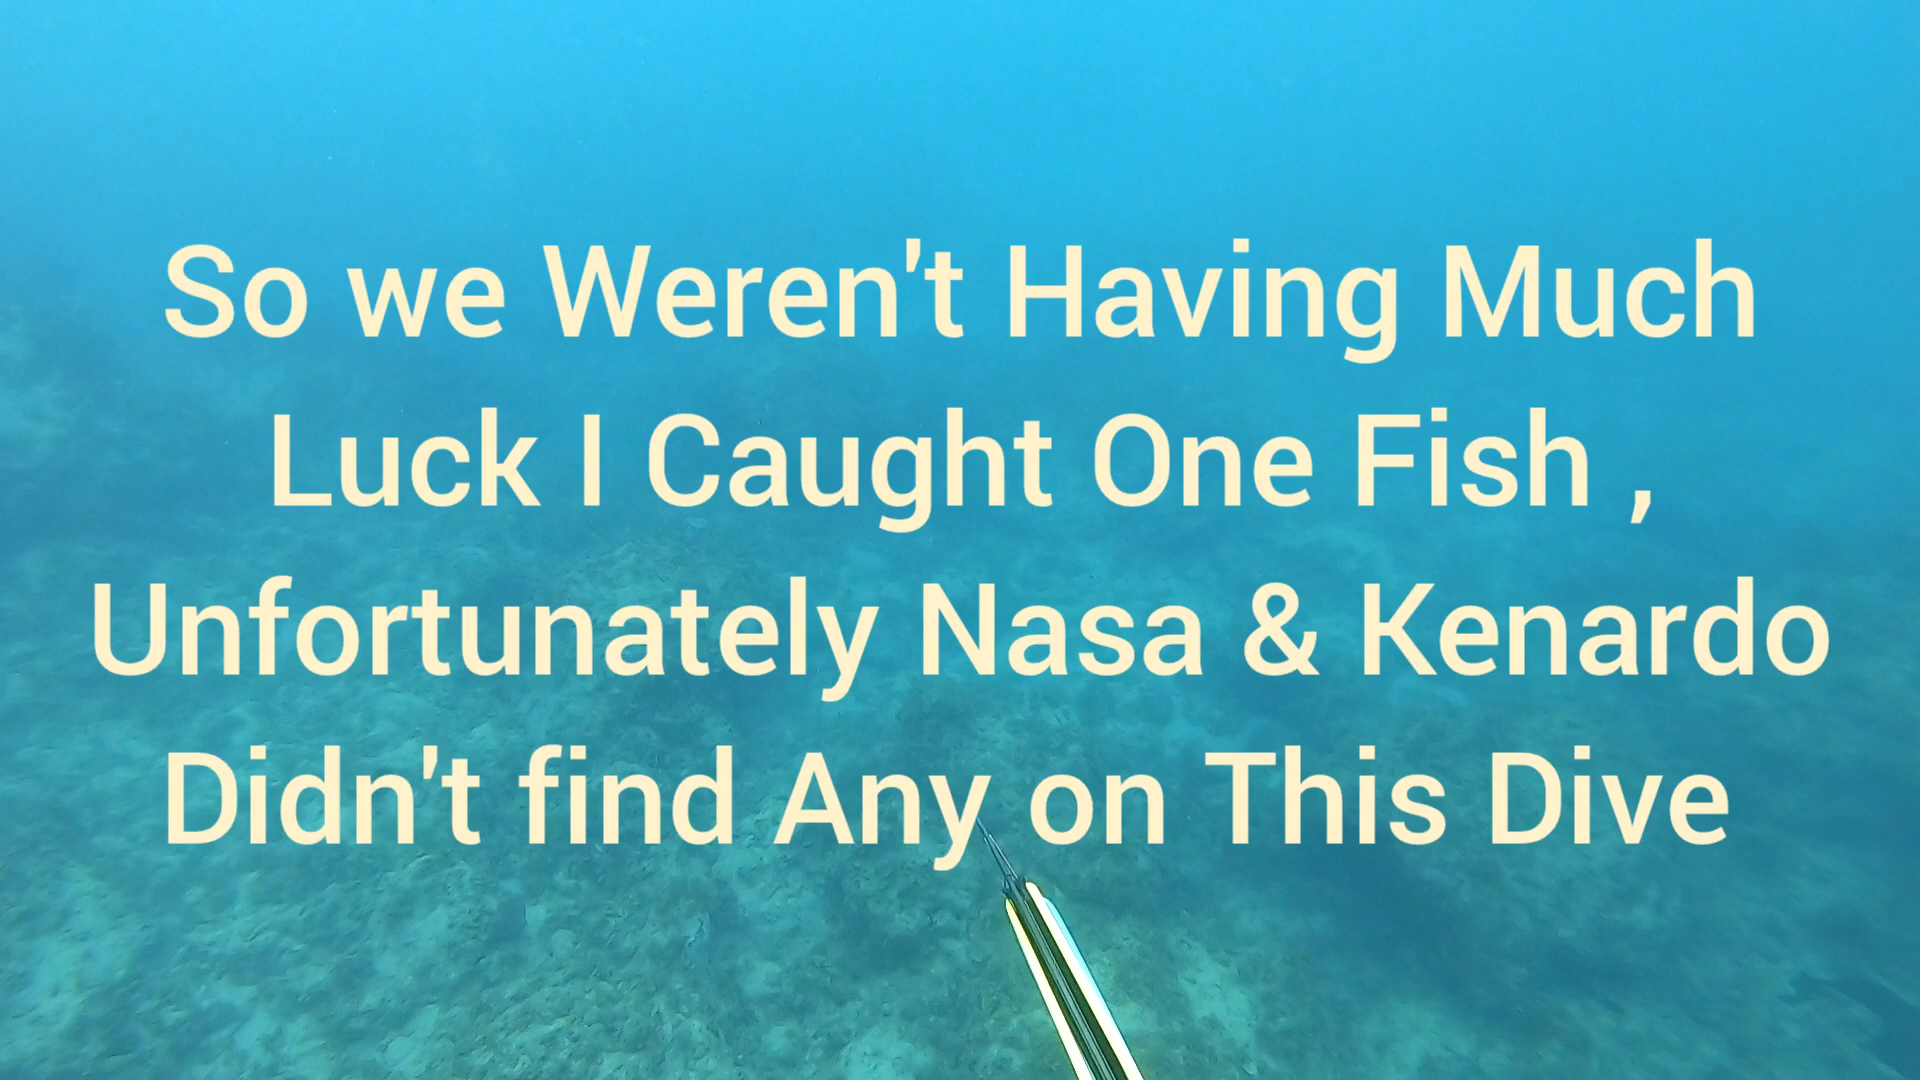 So we Weren't Having Much
Luck I Caught One Fish ,
Unfortunately Nasa & Kenardo
Didn't find Any on This Dive